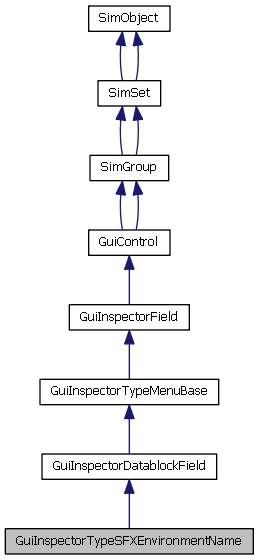 SimObject
SimSet
SimGroup
GuiControl
GuiInspectorField
GuiInspectorTypeMenuBase
GuiInspectorDatablockField
GuiInspectorTypeSFXEnvironmentName